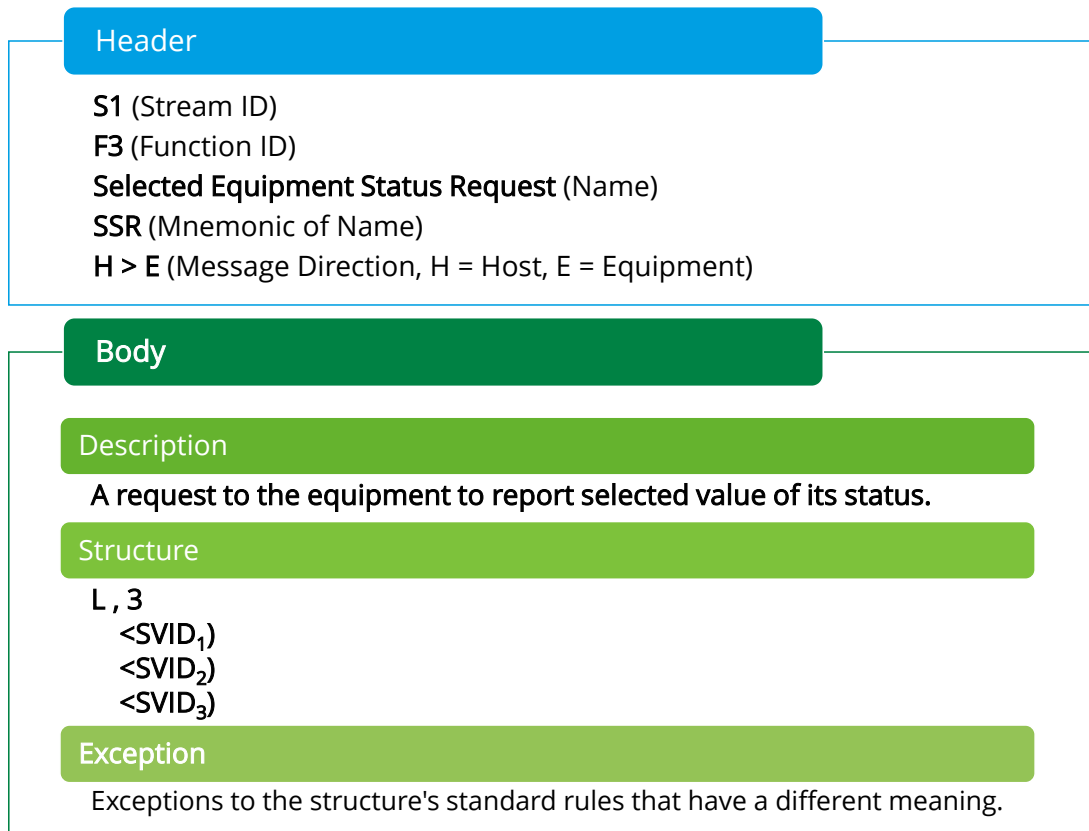 Header
S1 (Stream ID)
F3 (Function ID)
Selected Equipment Status Request (Name)
SSR (Mnemonic of Name)
H > E (Message Direction, H = Host, E = Equipment)
Body
Description
A request to the equipment to report selected value of its status.
Structure
L , 3
<SVID₁)
<SVID₂)
<SVID₃)
Exception
Exceptions to the structure's standard rules that have a different meaning.